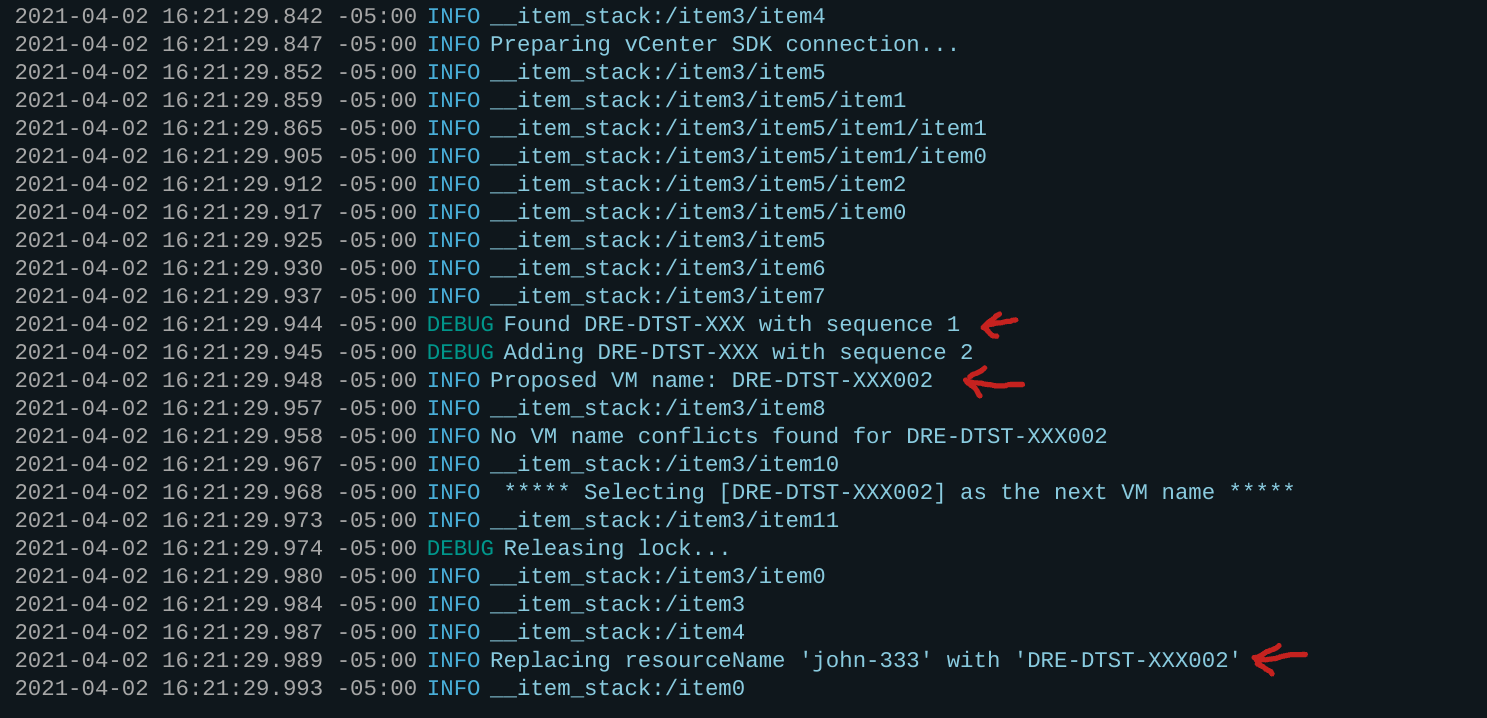 2021-04-02 16:21:29.842 -05:00 INFO __item_stack:/item3/item4
2021-04-02 16:21:29.847 -05:00 INFO Preparing vCenter SDK connection...
2021-04-02 16:21:29.852 -05:00 INFO __item_stack:/item3/item5
2021-04-02 16:21:29.859 -05:00 INFO __item_stack:/item3/item5/item1
2021-04-02 16:21:29.865 -05:00 INFO __item_stack:/item3/item5/item1/item1
2021-04-02 16:21:29.905 -05:00 INFO __item_stack:/item3/item5/item1/item0
2021-04-02 16:21:29.912 -05:00 INFO __item_stack:/item3/item5/item2
2021-04-02 16:21:29.917 -05:00 INFO __item_stack:/item3/item5/item0
2021-04-02 16:21:29.925 -05:00 INFO __item_stack:/item3/item5
2021-04-02 16:21:29.930 -05:00 INFO __item_stack:/item3/item6
2021-04-02 16:21:29.937 -05:00 INFO __item_stack:/item3/item7
2021-04-02 16:21:29.944 -05:00 DEBUG Found DRE-DTST-XXX with sequence 1
2021-04-02 16:21:29.945 -05:00 DEBUG Adding DRE-DTST-XXX with sequence 2
2021-04-02 16:21:29.948 -05:00 INFO Proposed VM name: DRE-DTST-XXX002
2021-04-02 16:21:29.957 -05:00 INFO __item_stack:/item3/item8
2021-04-02 16:21:29.958 -05:00 INFO No VM name conflicts found for DRE-DTST-XXX002
2021-04-02 16:21:29.967 -05:00 INFO __item_stack:/item3/item10
2021-04-02 16:21:29.968 -05:00 INFO ***** Selecting [DRE-DTST-XXX002] as the next VM name *****
2021-04-02 16:21:29.973 -05:00 INFO __item_stack:/item3/item11
2021-04-02 16:21:29.974 -05:00 DEBUG Releasing lock...
2021-04-02 16:21:29.980 -05:00 INFO __item_stack:/item3/item0
2021-04-02 16:21:29.984 -05:00 INFO __item_stack:/item3
2021-04-02 16:21:29.987 -05:00 INFO __item_stack:/item4
2021-04-02 16:21:29.989 -05:00 INFO Replacing resourceName 'john-333' with 'DRE-DTST-XXX002'
2021-04-02 16:21:29.993 -05:00 INFO __item_stack:/item0